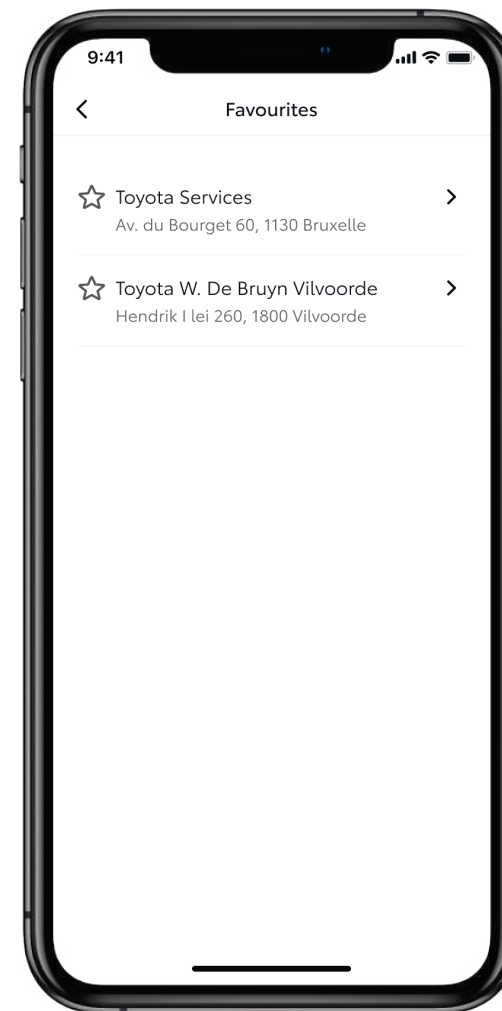 9:41
Favourites
Toyota Services
Av. du Bourget 60, 1130 Bruxelle
Toyota W. De Bruyn Vilvoorde
Hendrik I lei 260, 1800 Vilvoorde